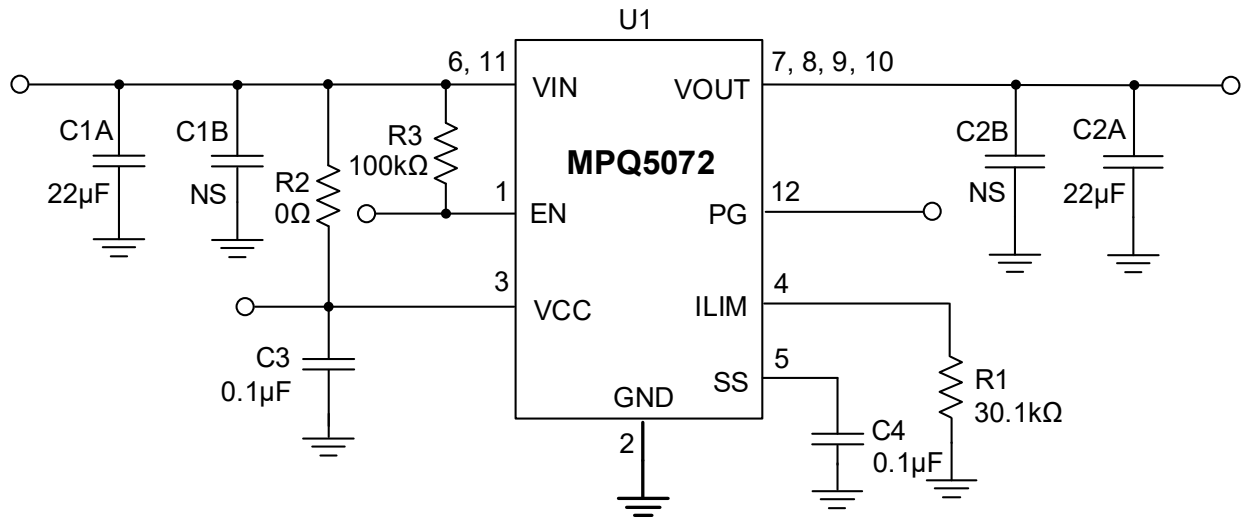 U1
6, 11
VIN
VOUT
7, 8, 9, 10
C1A
22µF
C1B
NS
R2
0Ω
R3
100kΩ
MPQ5072
C2B
NS
C2A
22µF
1
EN
PG
12
3
VCC
ILIM
4
C3
0.1µF
SS
5
R1
30.1kΩ
GND
2
C4
0.1µF